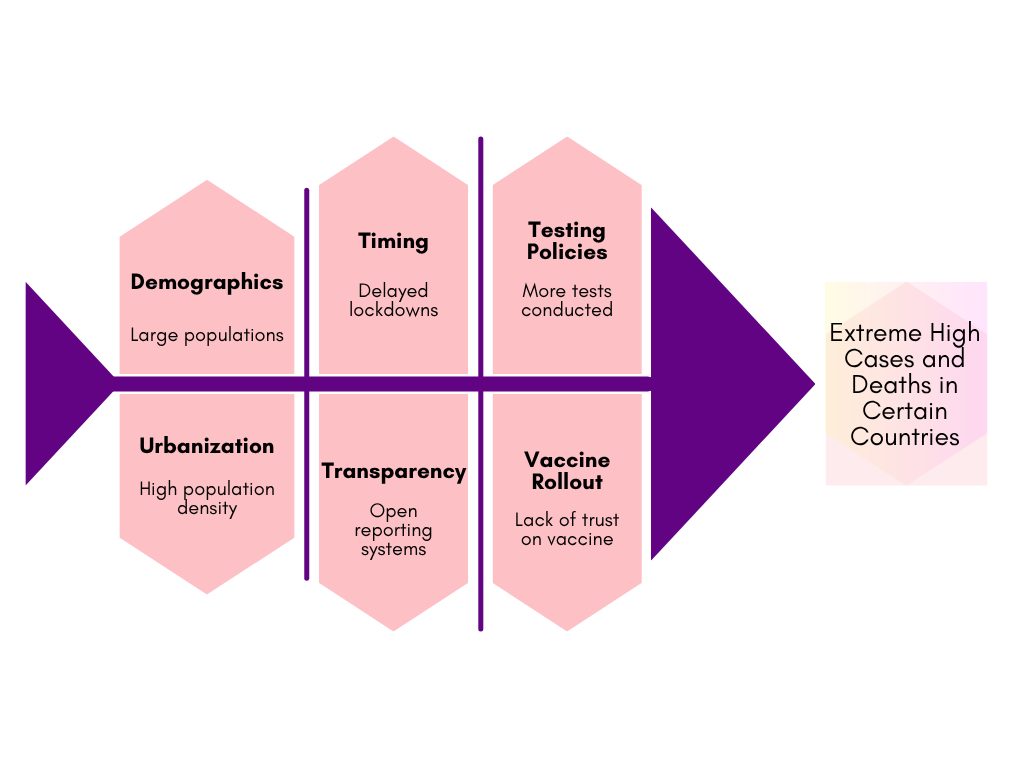 Demographics
Large populations
Timing
Delayed
lockdowns
Testing
Policies
More tests
conducted
Urbanization
High population
density
Transparency
Open
reporting
systems
Vaccine
Rollout
Lack of trust
on vaccine
Extreme High
Cases and
Deaths in
Certain
Countries